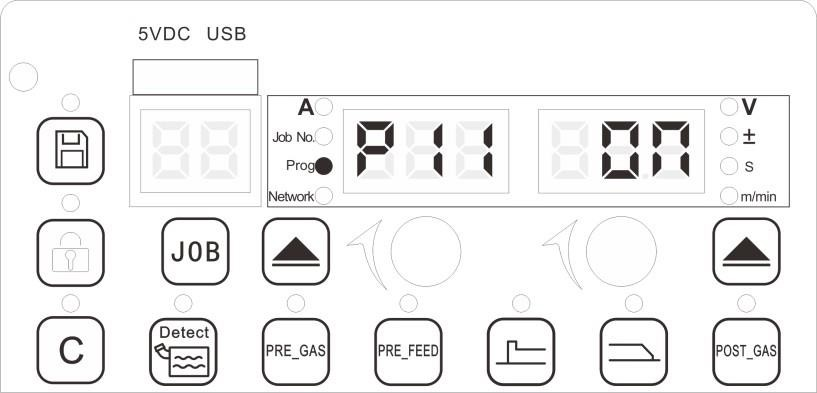 5VDC USB
A
V
Job No.
±
Prog
S
Network
m/min
P11
ON
JOB
C
Detect
PRE_GAS
PRE_FEED
POST_GAS